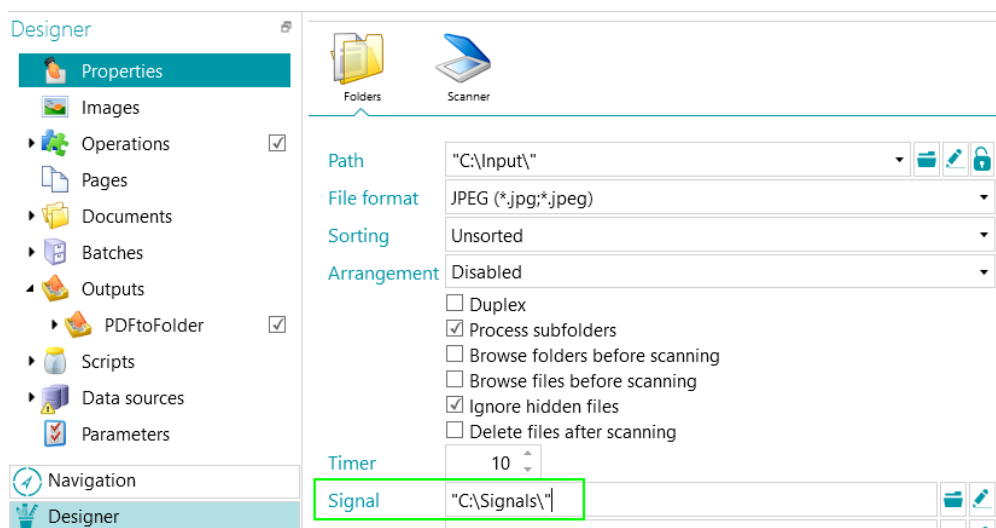 Designer
Properties
Images
Operations
Pages
Documents
Batches
Outputs
PDFtoFolder
Scripts
Data sources
Parameters
Navigation
Designer
Folders
Scanner
Path "C:\Input\"
File format JPEG (*.jpg;*.jpeg)
Sorting Unsorted
Arrangement Disabled
Duplex
Process subfolders
Browse folders before scanning
Browse files before scanning
Ignore hidden files
Delete files after scanning
Timer 10
Signal "C:\Signals\"